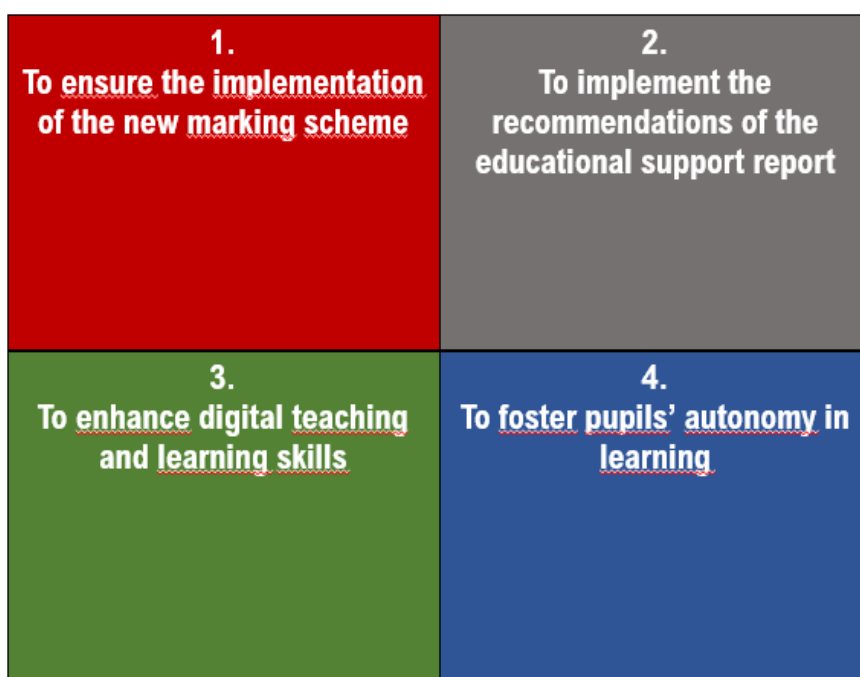 1.
To ensure the implementation
of the new marking scheme
2.
To implement the
recommendations of the
educational support report
3.
To enhance digital teaching
and learning skills
4.
To foster pupils’ autonomy in
learning